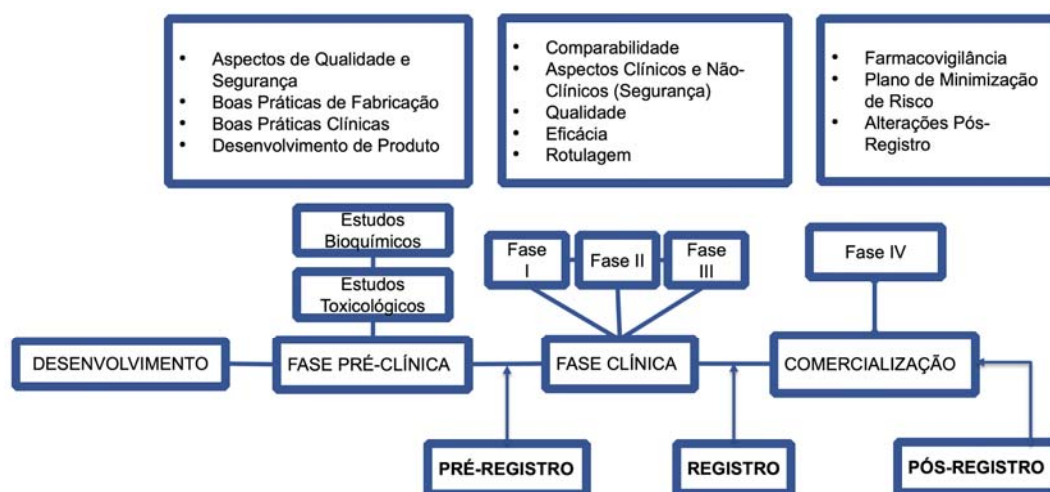 • Aspectos de Qualidade e
Segurança
• Boas Práticas de Fabricação
• Boas Práticas Clínicas
• Desenvolvimento de Produto
• Comparabilidade
• Aspectos Clínicos e Não-
Clínicos (Segurança)
• Qualidade
• Eficácia
• Rotulagem
• Farmacovigilância
• Plano de Minimização
de Risco
• Alterações Pós-
Registro
Estudos
Bioquímicos
Estudos
Toxicológicos
Fase
I
Fase II
Fase
III
Fase IV
DESENVOLVIMENTO
FASE PRÉ-CLÍNICA
FASE CLÍNICA
COMERCIALIZAÇÃO
PRÉ-REGISTRO
REGISTRO
PÓS-REGISTRO